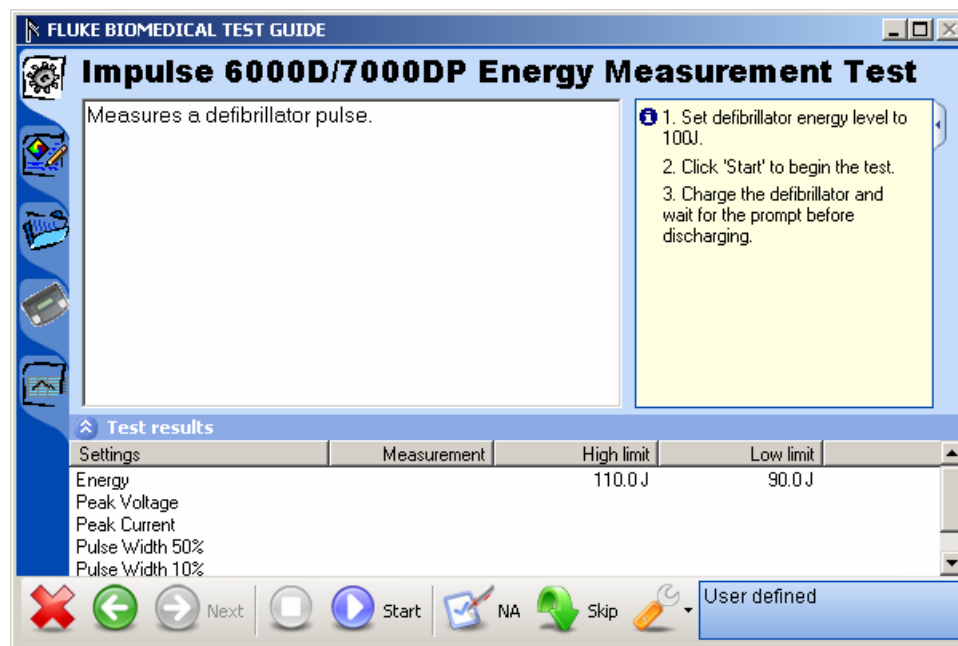 FLUKE BIOMEDICAL TEST GUIDE
Impulse 6000D/7000DP Energy Measurement Test
Measures a defibrillator pulse.
1. Set defibrillator energy level to
100J.
2. Click 'Start' to begin the test.
3. Charge the defibrillator and
wait for the prompt before
discharging.
Test results
Settings Measurement High limit Low limit
Energy 110.0 J 90.0 J
Peak Voltage
Peak Current
Pulse Width 50%
Pulse Width 10%
Next Start NA Skip User defined